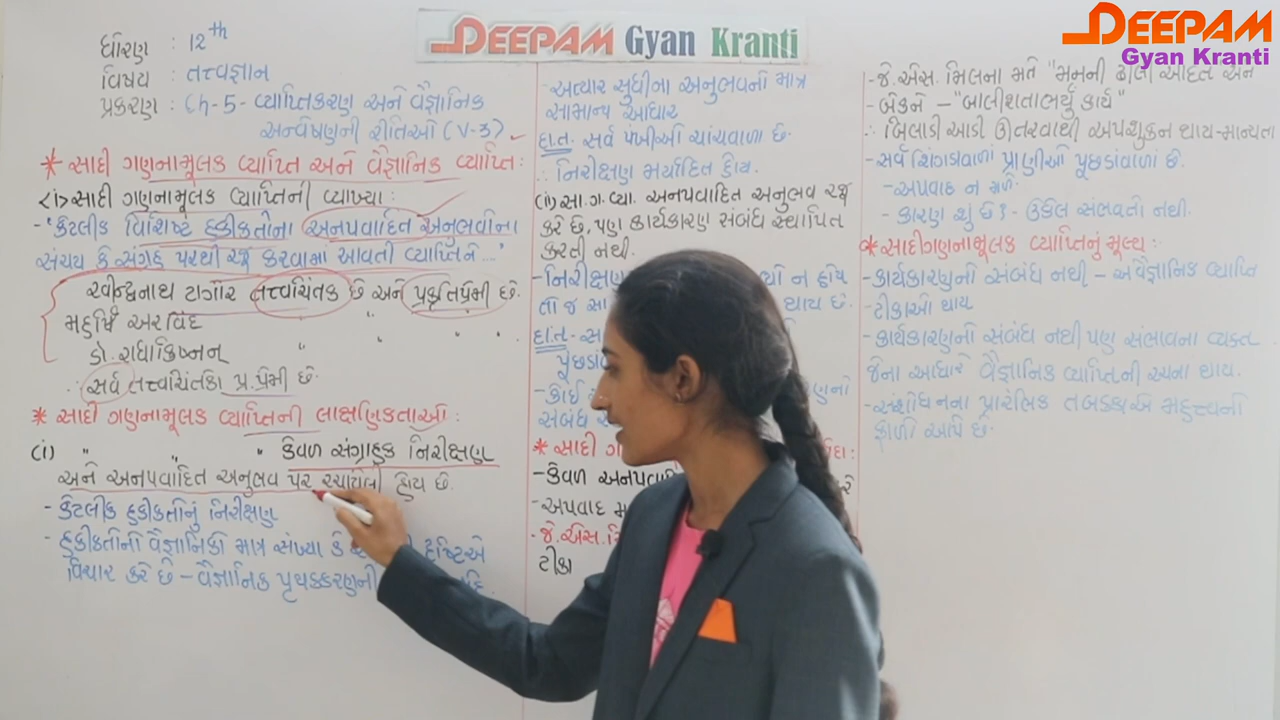 DEEPAM Gyan Kranti
DEEPAM
Gyan Kranti
ધોરણ : 12th
વિષય : તત્ત્વજ્ઞાન
પ્રકરણ : Ch-5- વ્યાપ્તિકરણ અને વૈજ્ઞાનિક
અન્વેષણની રીતિઓ (V-3)
* સાદી ગણનામૂલક વ્યાપ્તિ અને વૈજ્ઞાનિક વ્યાપ્તિ:
(1) સાદી ગણનામૂલક વ્યાપ્તિની વ્યાખ્યા:
- 'કેટલીક વિશિષ્ટ હકીકતોના અનપવાદિત અનુભવોના
સંચય કે સંગ્રહ પરથી રજૂ કરવામાં આવતી વ્યાપ્તિને...'
રવીન્દ્રનાથ ટાગોર તત્ત્વચિંતક છે અને પ્રકૃતિપ્રેમી છે.
મહર્ષિ અરવિંદ " " " .
ડૉ. રાધાક્રિષ્નન્ " " " .
∴ સર્વ તત્ત્વચિંતકો પ્ર.પ્રેમી છે.
* સાદી ગણનામૂલક વ્યાપ્તિની લાક્ષણિકતાઓ:
(i) " " " કેવળ સંગ્રાહક નિરીક્ષણ
અને અનપવાદિત અનુભવ પર રચાયેલી હોય છે.
- કેટલીક હકીકતોનું નિરીક્ષણ
- હકીકતોનો વૈજ્ઞાનિકો માત્ર સંખ્યા કે દૃષ્ટિએ
વિચાર કરે છે - વૈજ્ઞાનિક પૃથક્કરણની
- અત્યાર સુધીના અનુભવનો માત્ર
સામાન્ય આધાર
દા.ત. સર્વ પંખીઓ ચાંચવાળા છે.
∴ નિરીક્ષણ મર્યાદિત હોય.
(ii) સા.ગ.વ્યા. અનપવાદિત અનુભવ રજૂ
કરે છે, પણ કાર્યકારણ સંબંધ સ્થાપિત
કરતી નથી.
- નિરીક્ષણ ન હોય
તો જ થાય છે.
દા.ત.
- કોઈ
સંબંધ
* સાદી
- કેવળ
- અપવાદ
- જે. એસ.
ટીકા
- જે. એસ. મિલના મતે "મનની ઢીલી આદત અને
- બેકને - "બાલીશતાભર્યું કાર્ય"
∴ બિલાડી આડી ઊતરવાથી અપશુકન થાય-માન્યતા
- સર્વ શિંગડાવાળાં પ્રાણીઓ પૂંછડાંવાળાં છે.
- અપવાદ ન મળે.
- કારણ શું છે? - ઉકેલ સંભવતો નથી.
* સાદીગણનામૂલક વ્યાપ્તિનું મૂલ્ય:
- કાર્યકારણનો સંબંધ નથી - અવૈજ્ઞાનિક વ્યાપ્તિ
- ટીકાઓ થાય
- કાર્યકારણનો સંબંધ નથી પણ સંભાવના વ્યક્ત
જેના આધારે વૈજ્ઞાનિક વ્યાપ્તિની રચના થાય.
- સંશોધનના પ્રારંભિક તબક્કાએ મહત્ત્વનો
ફાળો આપે છે.